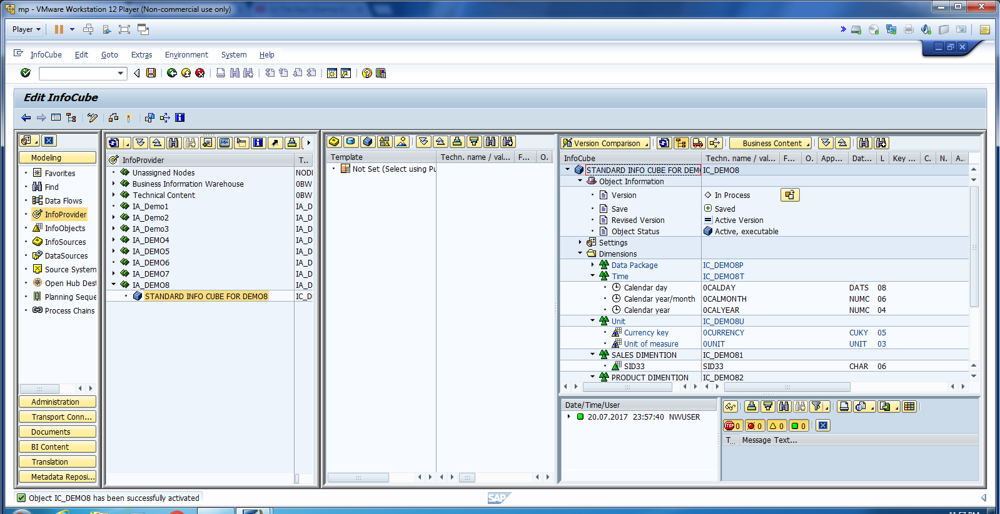 mp - VMware Workstation 12 Player (Non-commercial use only)
Player
InfoCube Edit Goto Extras Environment System Help
Edit InfoCube
Modeling
Favorites
Find
Data Flows
InfoProvider
InfoObjects
InfoSources
DataSources
Source System
Open Hub Dest
Planning Seque
Process Chains
Administration
Transport Conn...
Documents
BI Content
Translation
Metadata Reposi...
InfoProvider T..
Unassigned Nodes NODI
Business Information Warehouse 0BW
Technical Content 0BW
IA_Demo1 IA_D
IA_Demo2 IA_D
IA_Demo3 IA_D
IA_DEMO4 IA_D
IA_DEMO5 IA_D
IA_DEMO6 IA_D
IA_DEMO7 IA_D
IA_DEMO8 IA_D
STANDARD INFO CUBE FOR DEMO8 IC_D
Template Techn. name / val... F... O.
Not Set (Select using Pu
Version Comparison Business Content
InfoCube Techn. name / val... F... O. App... Dat... L Key ... C. N. A..
STANDARD INFO CUBE FOR DEM IC_DEMO8
Object Information
Version In Process
Save Saved
Revised Version Active Version
Object Status Active, executable
Settings
Dimensions
Data Package IC_DEMO8P
Time IC_DEMO8T
Calendar day 0CALDAY DATS 08
Calendar year/month 0CALMONTH NUMC 06
Calendar year 0CALYEAR NUMC 04
Unit IC_DEMO8U
Currency key 0CURRENCY CUKY 05
Unit of measure 0UNIT UNIT 03
SALES DIMENTION IC_DEMO81
SID33 SID33 CHAR 06
PRODUCT DIMENTION IC_DEMO82
Date/Time/User
20.07.2017 23:57:40 NWUSER
STOP 0 0 0 0
T... Message Text...
Object IC_DEMO8 has been successfully activated
SAP